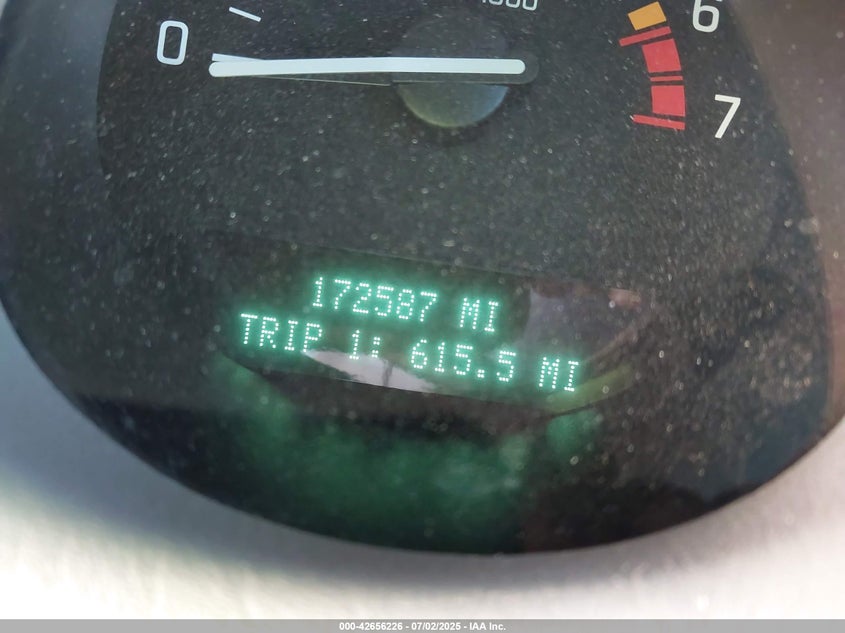 0
6
7
172587 MI
TRIP 1: 615.5 MI
000-42656226 - 07/02/2025 - IAA Inc.